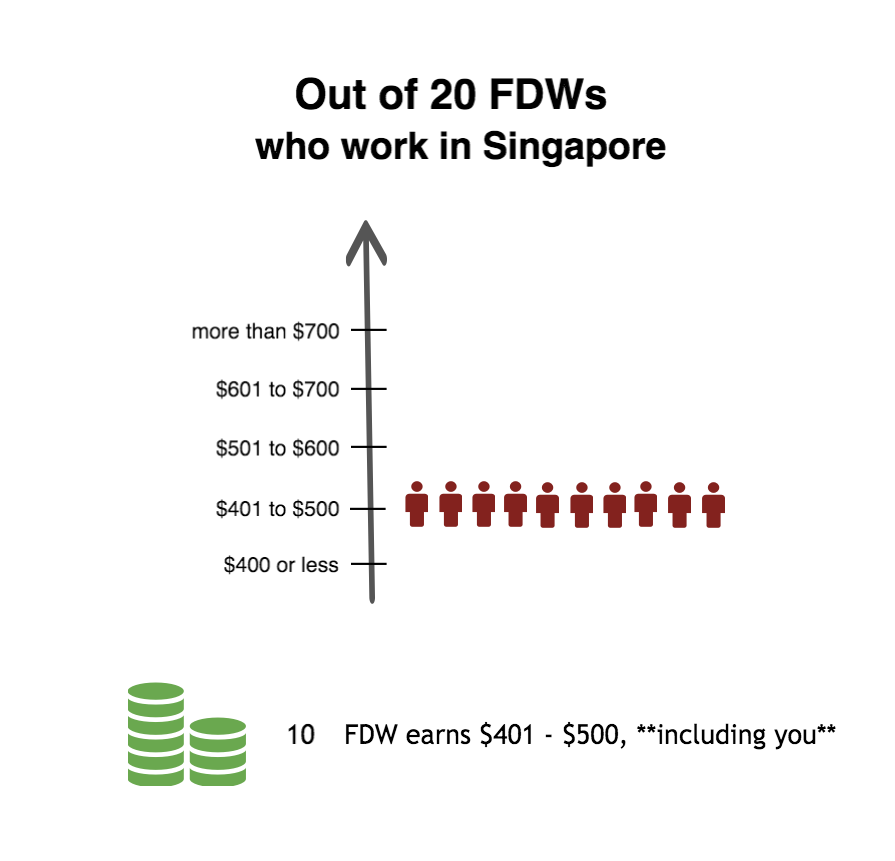 Out of 20 FDWs
who work in Singapore
more than $700
$601 to $700
$501 to $600
$401 to $500
$400 or less
10 FDW earns $401 - $500, **including you**